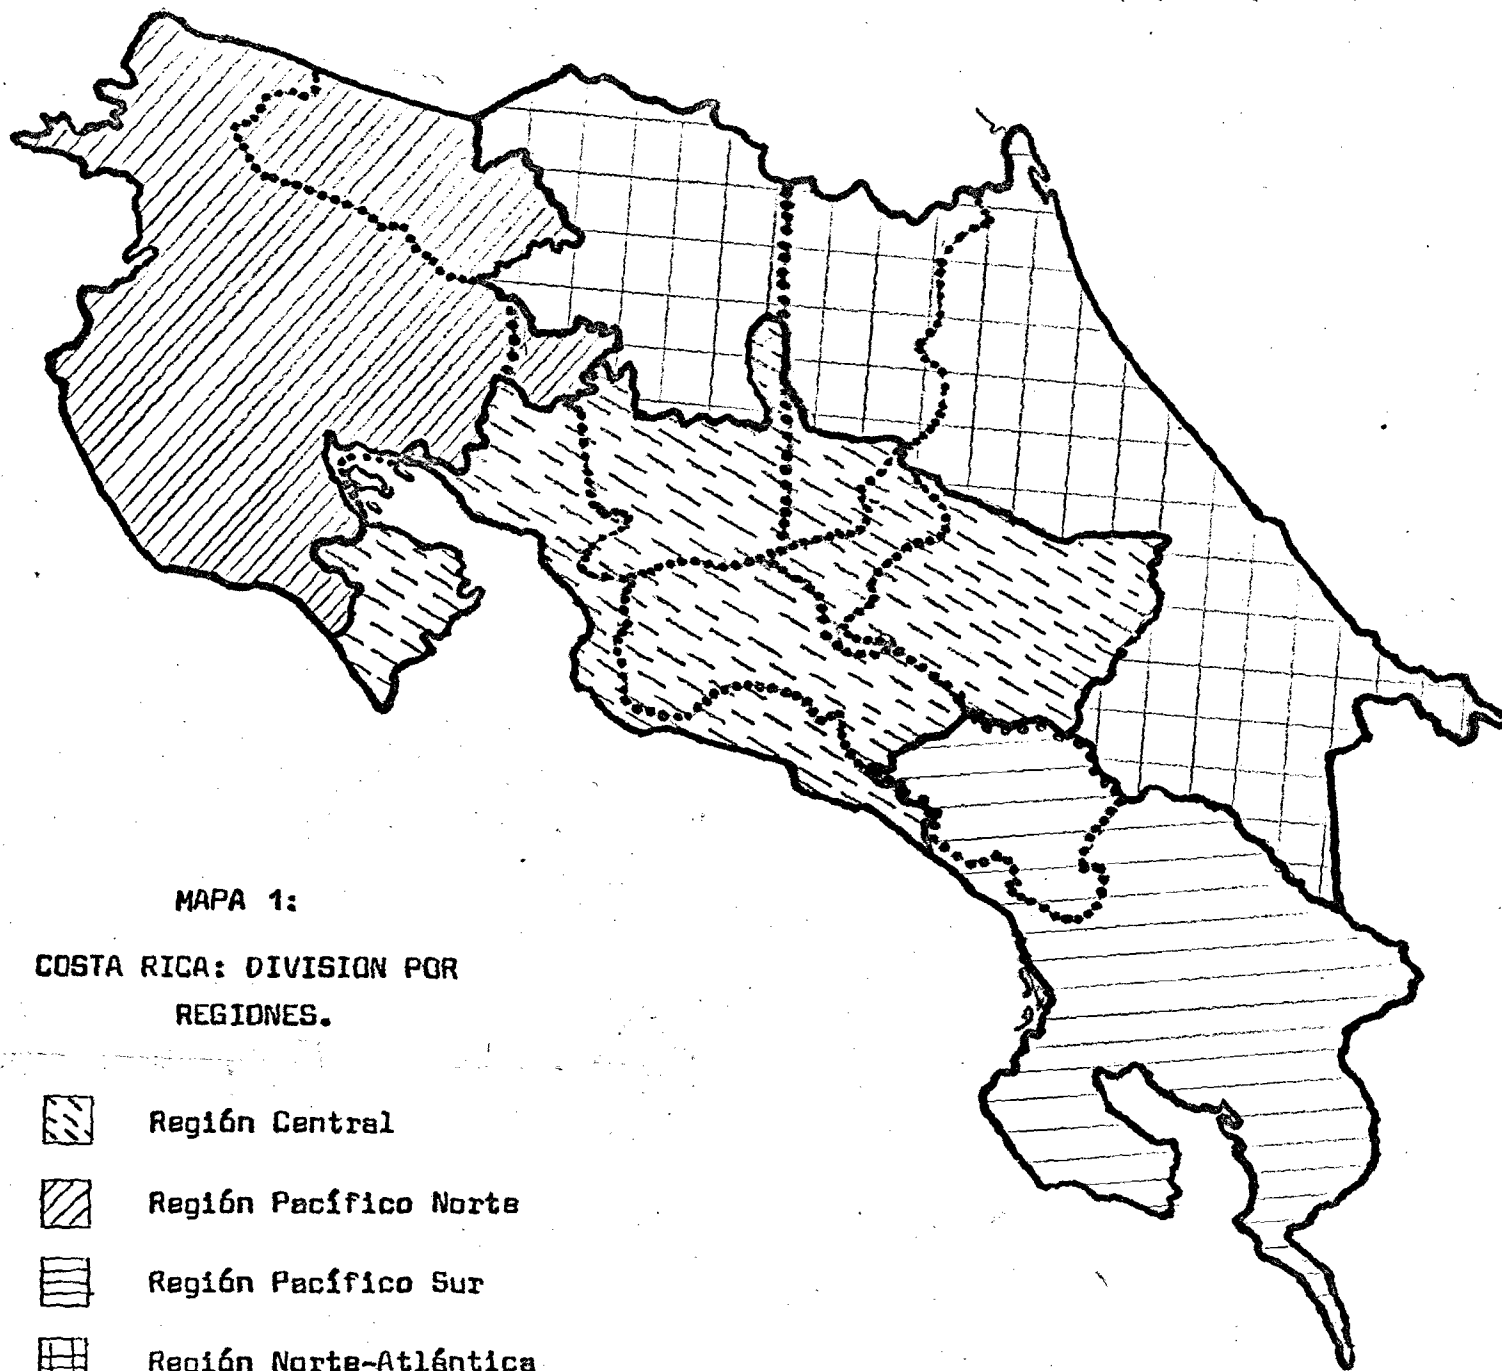 MAPA 1:
COSTA RICA: DIVISION POR
REGIONES.
Región Central
Región Pacífico Norte
Región Pacífico Sur
Región Norte-Atlántica